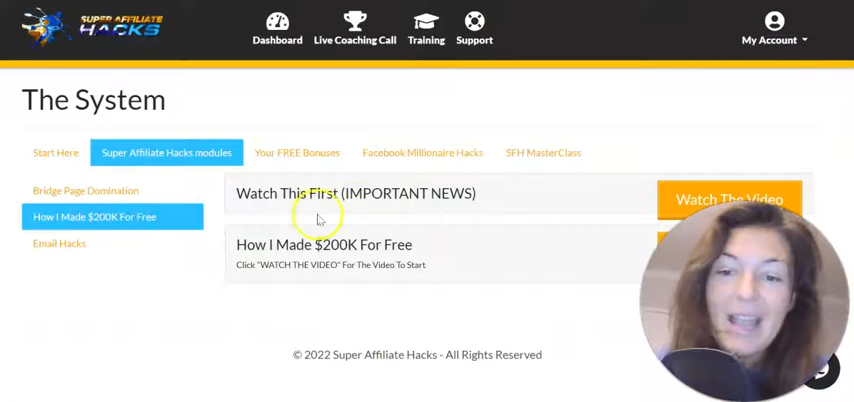 SUPER AFFILIATE
HACKS
Dashboard
Live Coaching Call
Training
Support
My Account
The System
Start Here
Super Affiliate Hacks modules
Your FREE Bonuses
Facebook Millionaire Hacks
SFH MasterClass
Bridge Page Domination
How I Made $200K For Free
Email Hacks
Watch This First (IMPORTANT NEWS)
Watch The Video
How I Made $200K For Free
Click "WATCH THE VIDEO" For The Video To Start
© 2022 Super Affiliate Hacks - All Rights Reserved